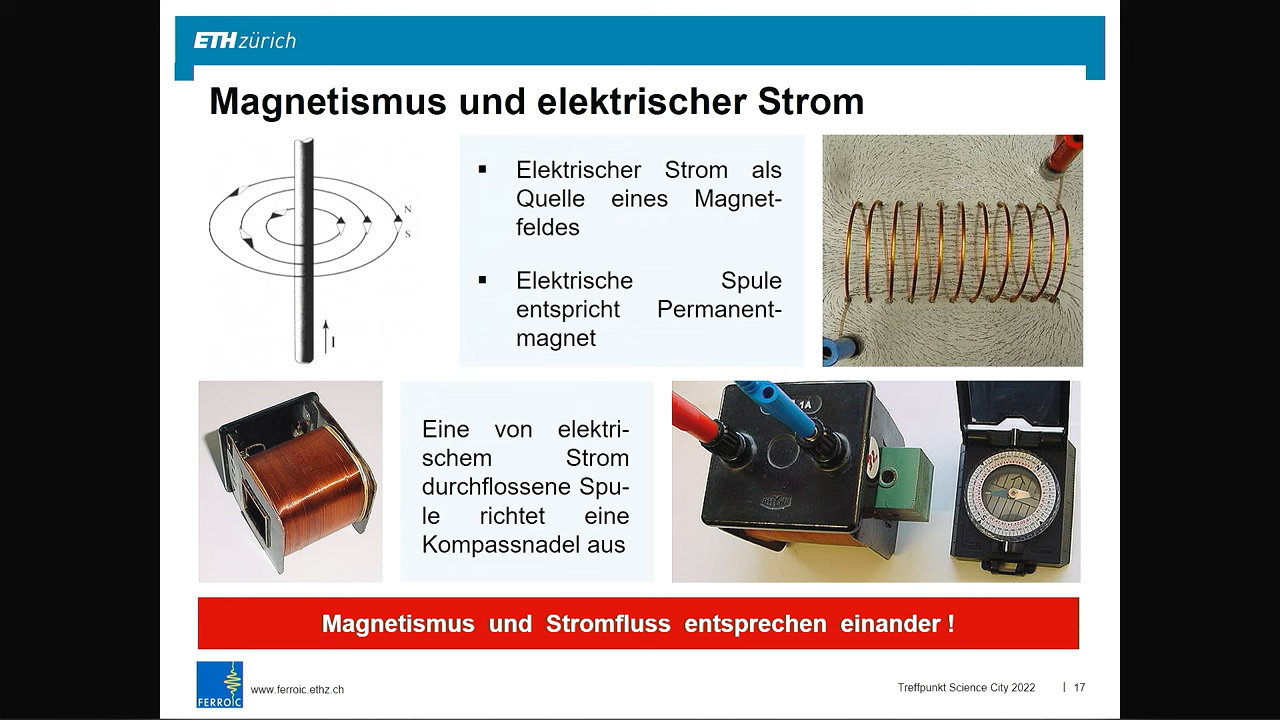 ETH zürich
Magnetismus und elektrischer Strom
N
S
I
▪ Elektrischer Strom als
Quelle eines Magnet-
feldes
▪ Elektrische Spule
entspricht Permanent-
magnet
Eine von elektri-
schem Strom
durchflossene Spu-
le richtet eine
Kompassnadel aus
1A
Magnetismus und Stromfluss entsprechen einander !
FERROIC
www.ferroic.ethz.ch
Treffpunkt Science City 2022 | 17